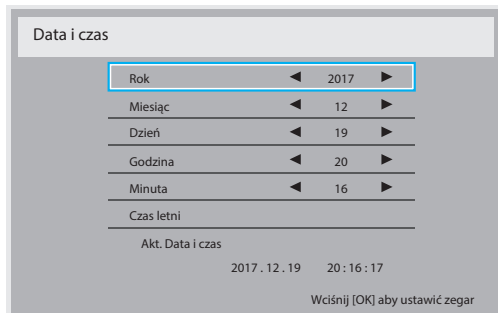 Data i czas
Rok ◀ 2017 ▶
Miesiąc ◀ 12 ▶
Dzień ◀ 19 ▶
Godzina ◀ 20 ▶
Minuta ◀ 16 ▶
Czas letni
Akt. Data i czas
2017 . 12 . 19 20 : 16 : 17
Wciśnij [OK] aby ustawić zegar